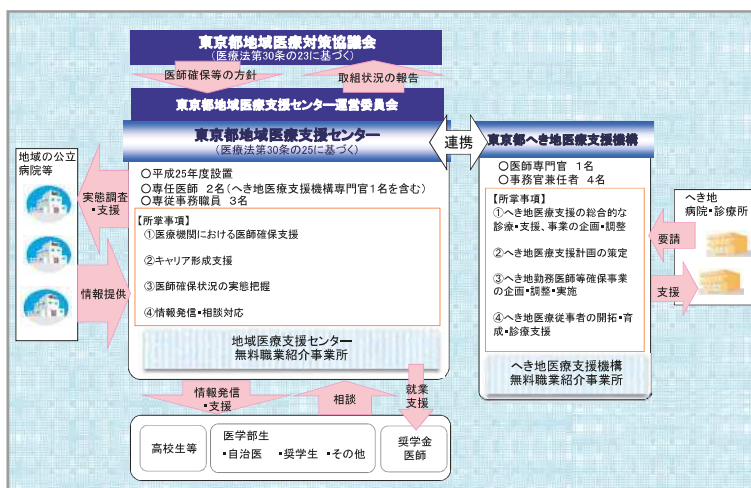 東京都地域医療対策協議会
(医療法第30条の23に基づく)
医師確保等の方針
取組状況の報告
東京都地域医療支援センター運営委員会
東京都地域医療支援センター
(医療法第30条の25に基づく)
連携
東京都へき地医療支援機構
地域の公立
病院等
実態調査
・支援
情報提供
○平成25年度設置
○専任医師 2名(へき地医療支援機構専門官1名を含む)
○専従事務職員 3名
【所掌事項】
①医療機関における医師確保支援
②キャリア形成支援
③医師確保状況の実態把握
④情報発信・相談対応
地域医療支援センター
無料職業紹介事業所
○医師専門官 1名
○事務官兼任者 4名
【所掌事項】
①へき地医療支援の総合的な
診療・支援、事業の企画・調整
②へき地医療支援計画の策定
③へき地勤務医師等確保事業
の企画・調整・実施
④へき地医療従事者の開拓・育
成・診療支援
へき地医療支援機構
無料職業紹介事業所
へき地
病院・診療所
要請
支援
情報発信
・支援
相談
就業
支援
高校生等
医学部生
・自治医 ・奨学生 ・その他
奨学金
医師